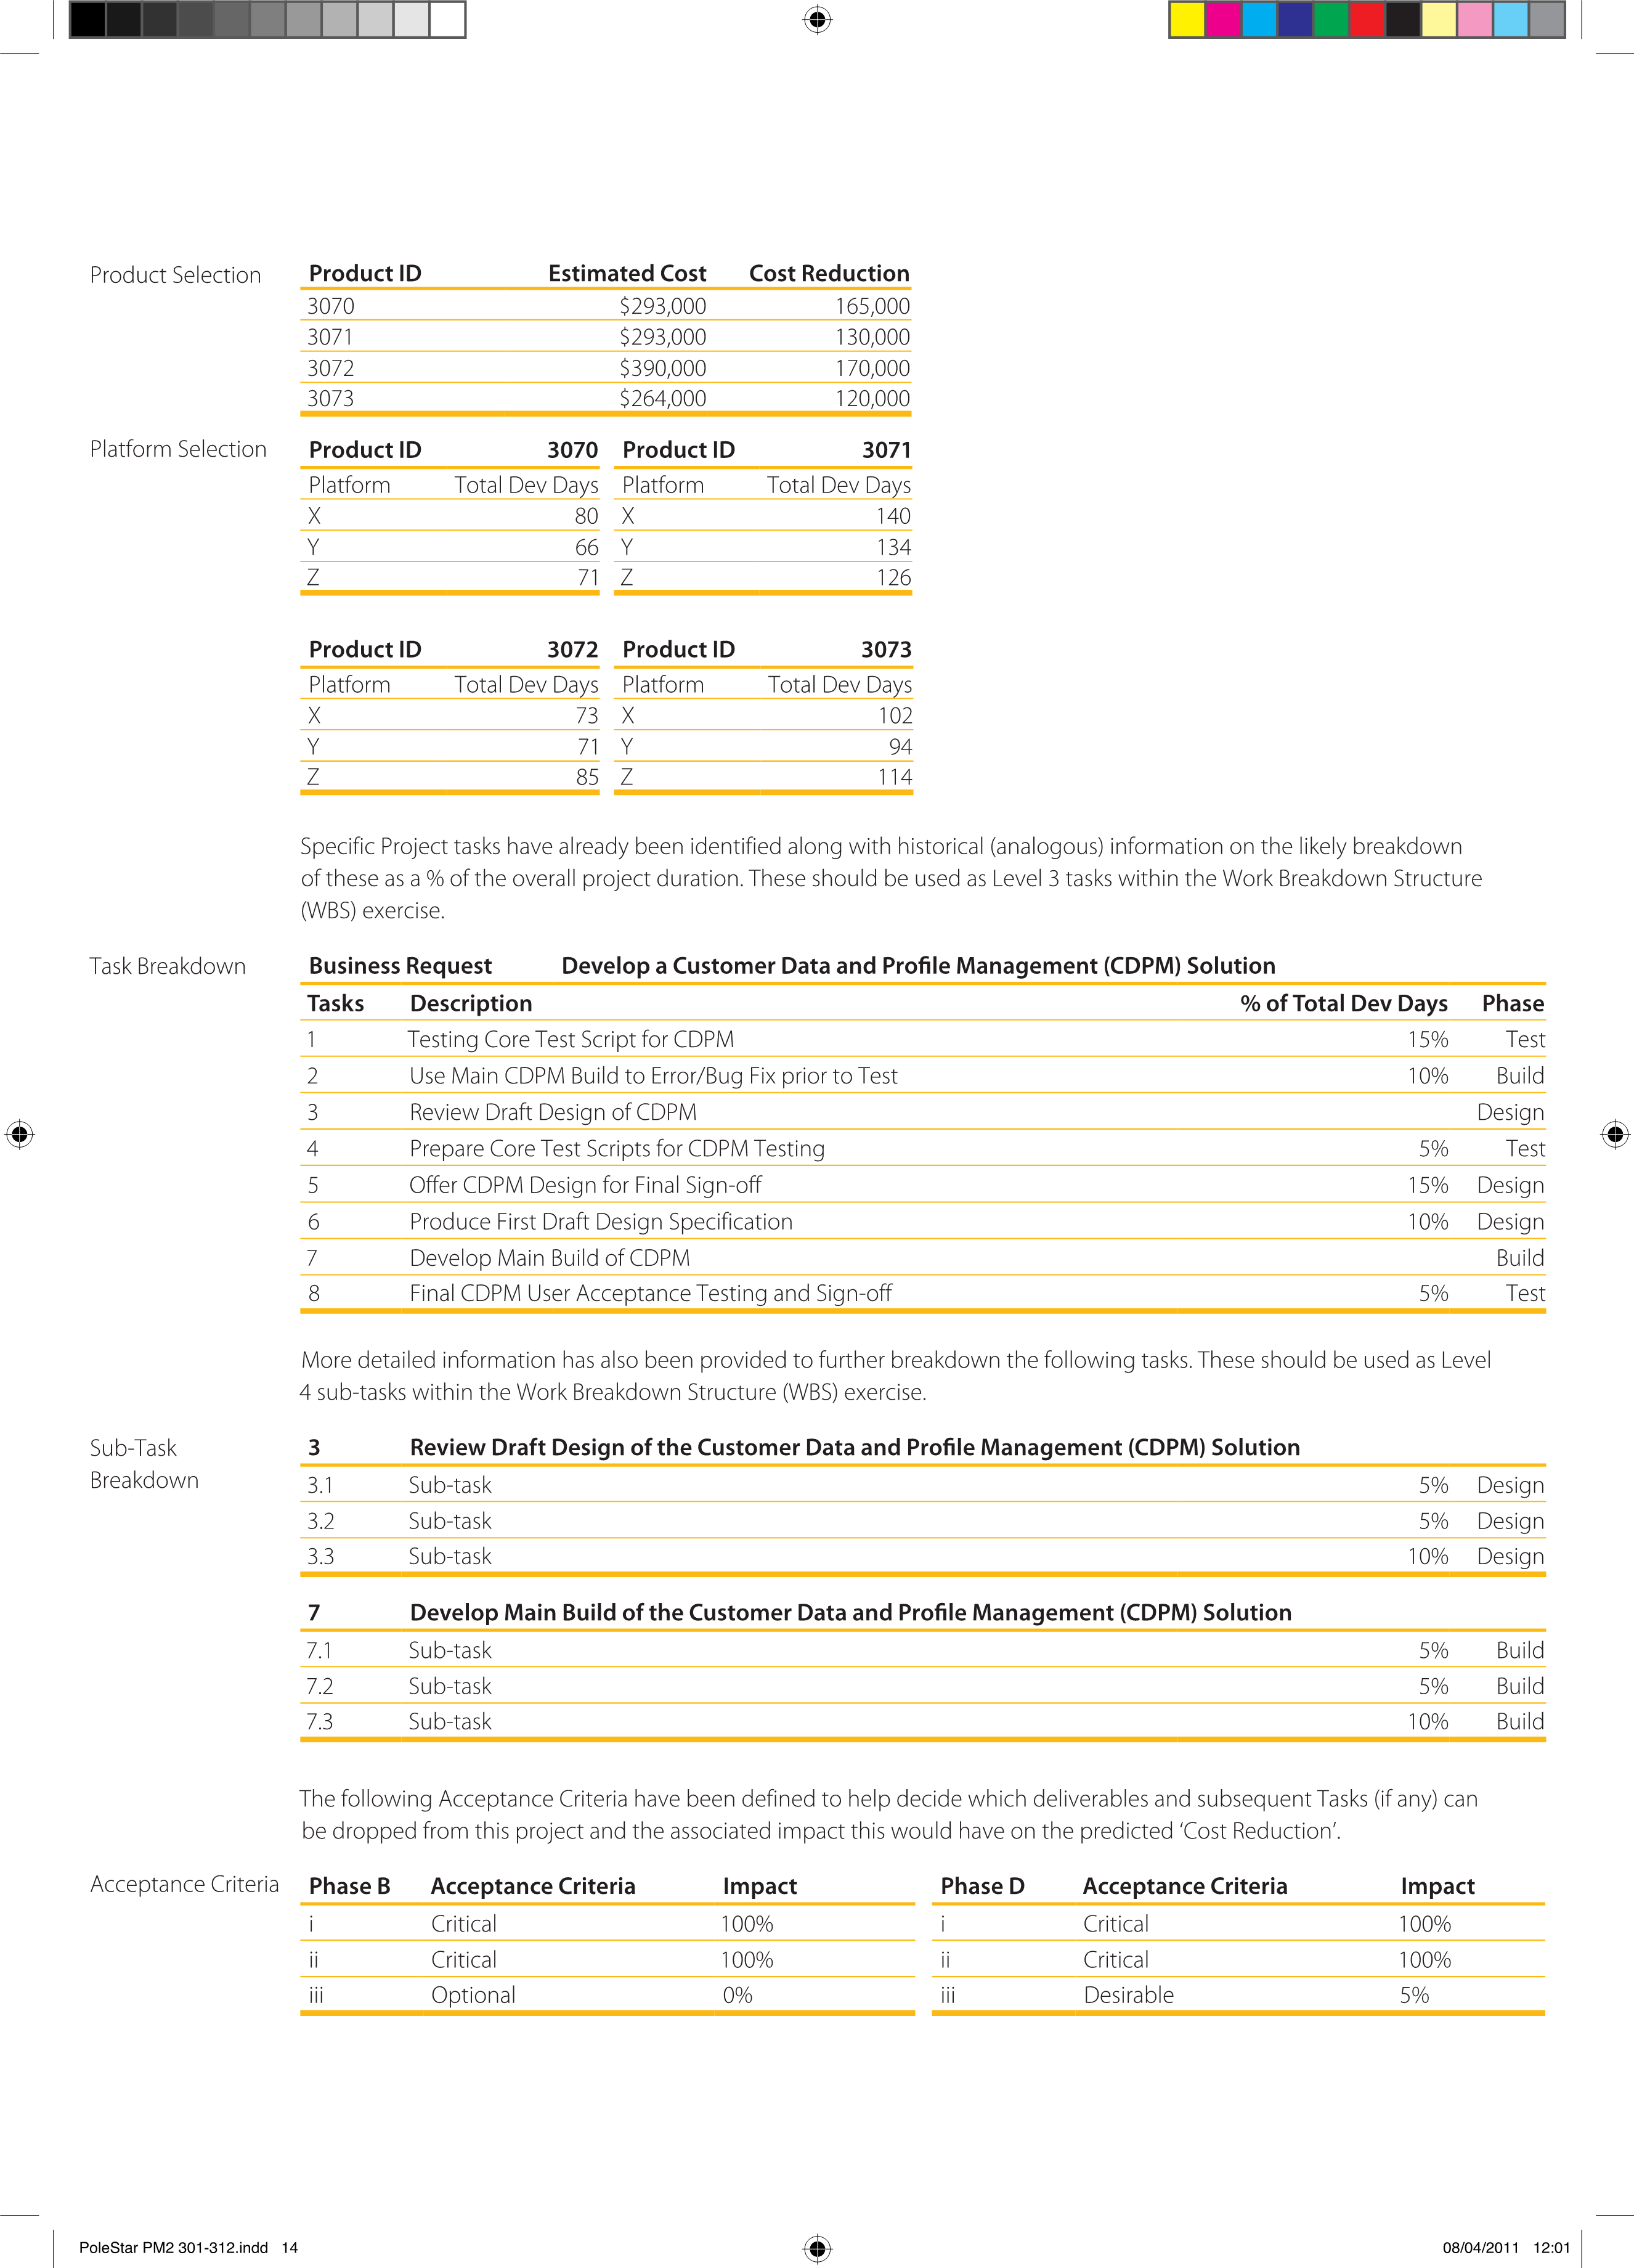 Product Selection
Product ID Estimated Cost Cost Reduction
3070 $293,000 165,000
3071 $293,000 130,000
3072 $390,000 170,000
3073 $264,000 120,000
Platform Selection
Product ID 3070 Product ID 3071
Platform Total Dev Days Platform Total Dev Days
X 80 X 140
Y 66 Y 134
Z 71 Z 126
Product ID 3072 Product ID 3073
Platform Total Dev Days Platform Total Dev Days
X 73 X 102
Y 71 Y 94
Z 85 Z 114
Specific Project tasks have already been identified along with historical (analogous) information on the likely breakdown
of these as a % of the overall project duration. These should be used as Level 3 tasks within the Work Breakdown Structure
(WBS) exercise.
Task Breakdown
Business Request Develop a Customer Data and Profile Management (CDPM) Solution
Tasks Description % of Total Dev Days Phase
1 Testing Core Test Script for CDPM 15% Test
2 Use Main CDPM Build to Error/Bug Fix prior to Test 10% Build
3 Review Draft Design of CDPM Design
4 Prepare Core Test Scripts for CDPM Testing 5% Test
5 Offer CDPM Design for Final Sign-off 15% Design
6 Produce First Draft Design Specification 10% Design
7 Develop Main Build of CDPM Build
8 Final CDPM User Acceptance Testing and Sign-off 5% Test
More detailed information has also been provided to further breakdown the following tasks. These should be used as Level
4 sub-tasks within the Work Breakdown Structure (WBS) exercise.
Sub-Task
Breakdown
3 Review Draft Design of the Customer Data and Profile Management (CDPM) Solution
3.1 Sub-task 5% Design
3.2 Sub-task 5% Design
3.3 Sub-task 10% Design
7 Develop Main Build of the Customer Data and Profile Management (CDPM) Solution
7.1 Sub-task 5% Build
7.2 Sub-task 5% Build
7.3 Sub-task 10% Build
The following Acceptance Criteria have been defined to help decide which deliverables and subsequent Tasks (if any) can
be dropped from this project and the associated impact this would have on the predicted ‘Cost Reduction’.
Acceptance Criteria
Phase B Acceptance Criteria Impact Phase D Acceptance Criteria Impact
i Critical 100% i Critical 100%
ii Critical 100% ii Critical 100%
iii Optional 0% iii Desirable 5%
PoleStar PM2 301-312.indd 14 08/04/2011 12:01